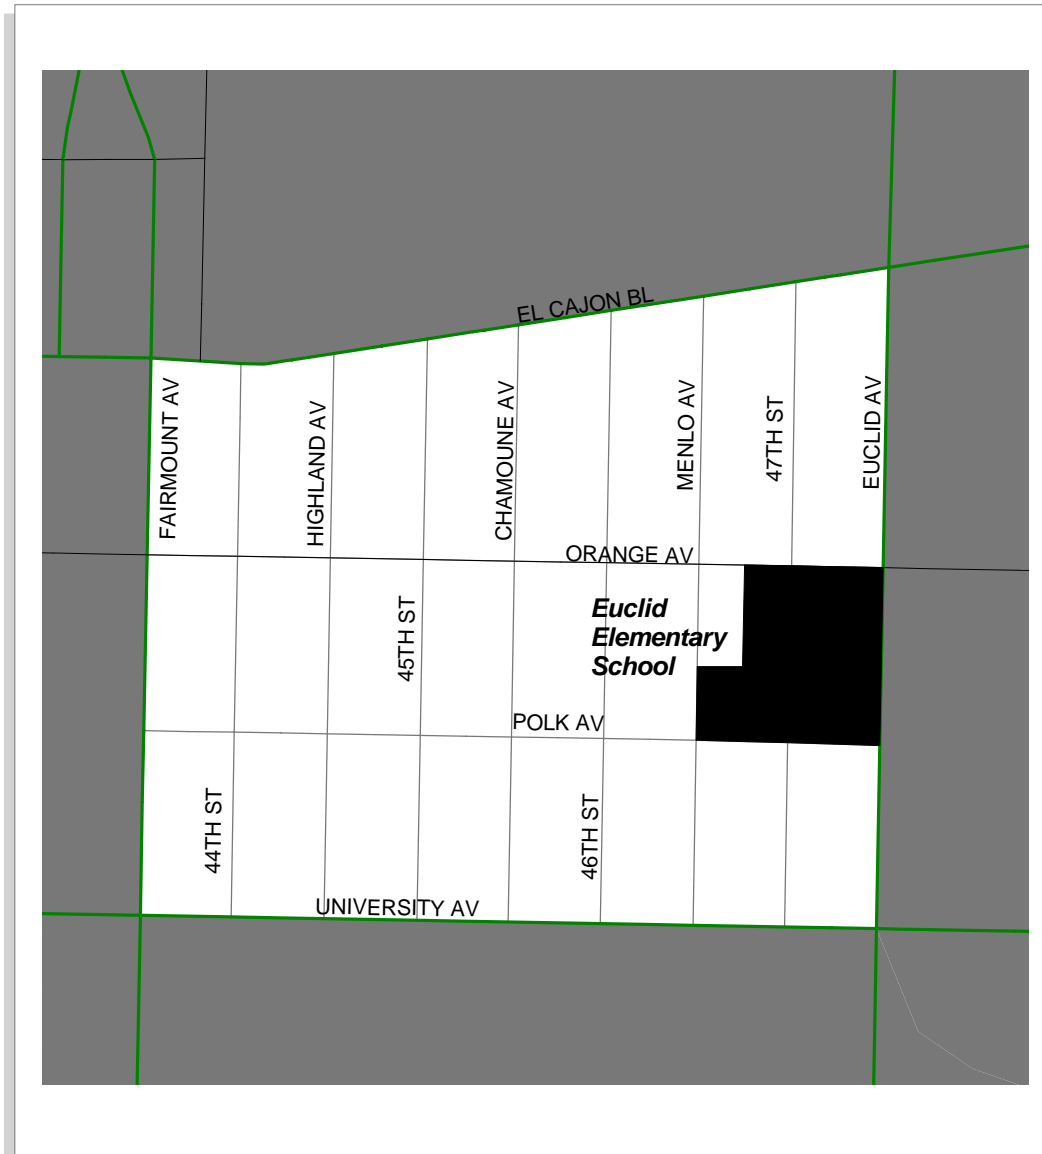 EL CAJON BL
FAIRMOUNT AV
HIGHLAND AV
CHAMOUNE AV
MENLO AV
47TH ST
EUCLID AV
ORANGE AV
Euclid
Elementary
School
45TH ST
POLK AV
44TH ST
46TH ST
UNIVERSITY AV